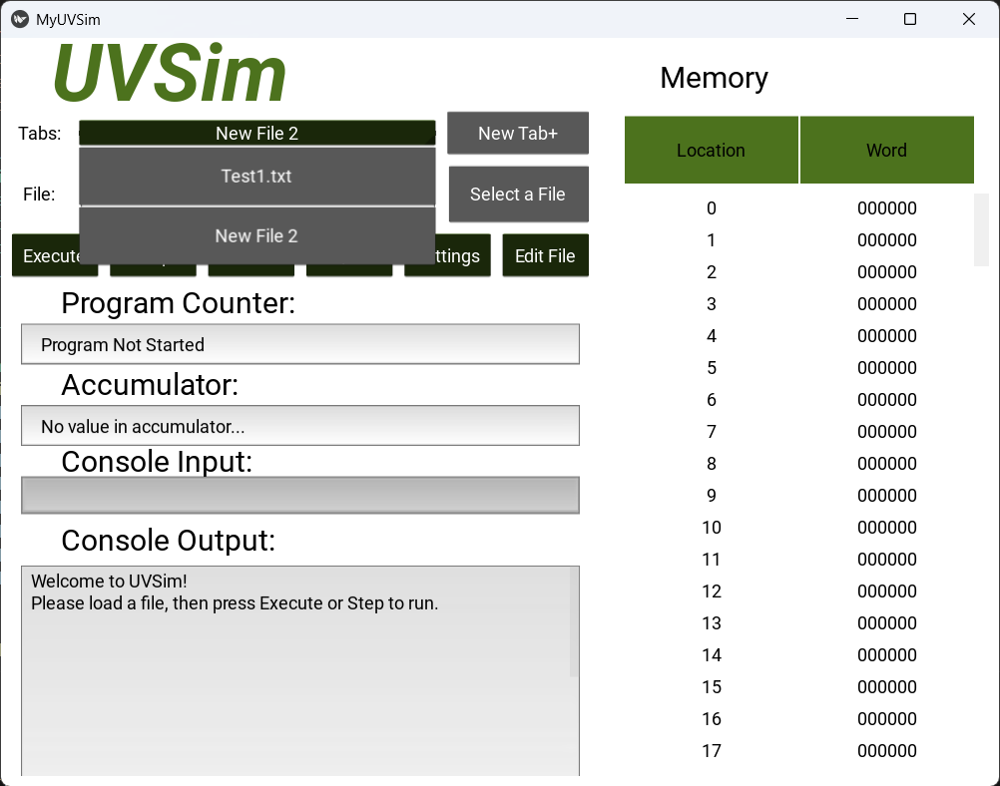 MyUVSim
UVSim
Tabs:
New File 2
New Tab+
Test1.txt
New File 2
File:
Select a File
Execute
ttings
Edit File
Program Counter:
Program Not Started
Accumulator:
No value in accumulator...
Console Input:
Console Output:
Welcome to UVSim!
Please load a file, then press Execute or Step to run.
Memory
Location Word
0 000000
1 000000
2 000000
3 000000
4 000000
5 000000
6 000000
7 000000
8 000000
9 000000
10 000000
11 000000
12 000000
13 000000
14 000000
15 000000
16 000000
17 000000